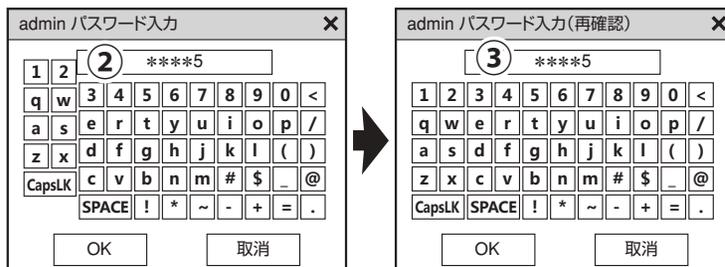 admin パスワード入力 ×
② ****5
1 2
3 4 5 6 7 8 9 0 <
q w
e r t y u i o p /
a s
d f g h j k l ( )
z x
c v b n m # $ _ @
CapsLK
SPACE ! * ~ - + = .
OK 取消
admin パスワード入力（再確認） ×
③ ****5
1 2 3 4 5 6 7 8 9 0 <
q w e r t y u i o p /
a s d f g h j k l ( )
z x c v b n m # $ _ @
CapsLK SPACE ! * ~ - + = .
OK 取消